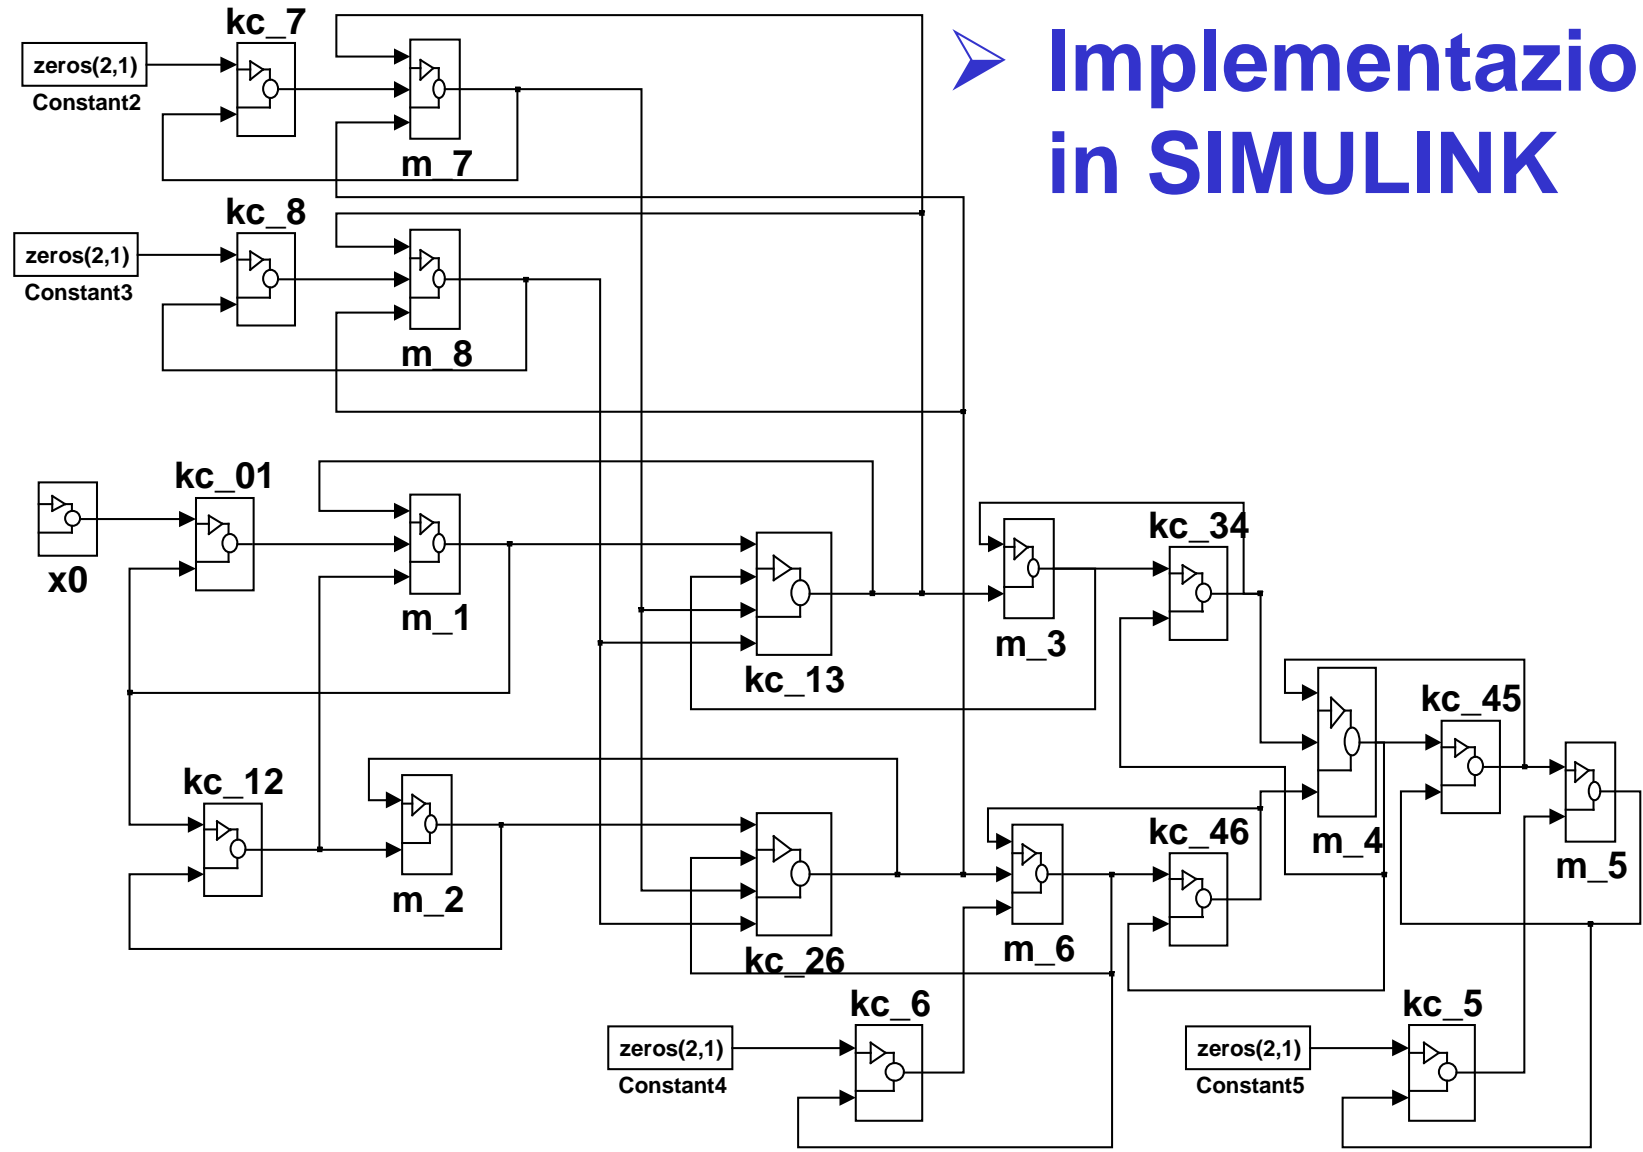 Implementazio
in SIMULINK
kc_7
zeros(2,1)
Constant2
m_7
kc_8
zeros(2,1)
Constant3
m_8
kc_01
x0
m_1
kc_13
m_3
kc_34
kc_12
m_2
kc_26
m_6
kc_46
m_4
kc_45
m_5
kc_6
zeros(2,1)
Constant4
kc_5
zeros(2,1)
Constant5